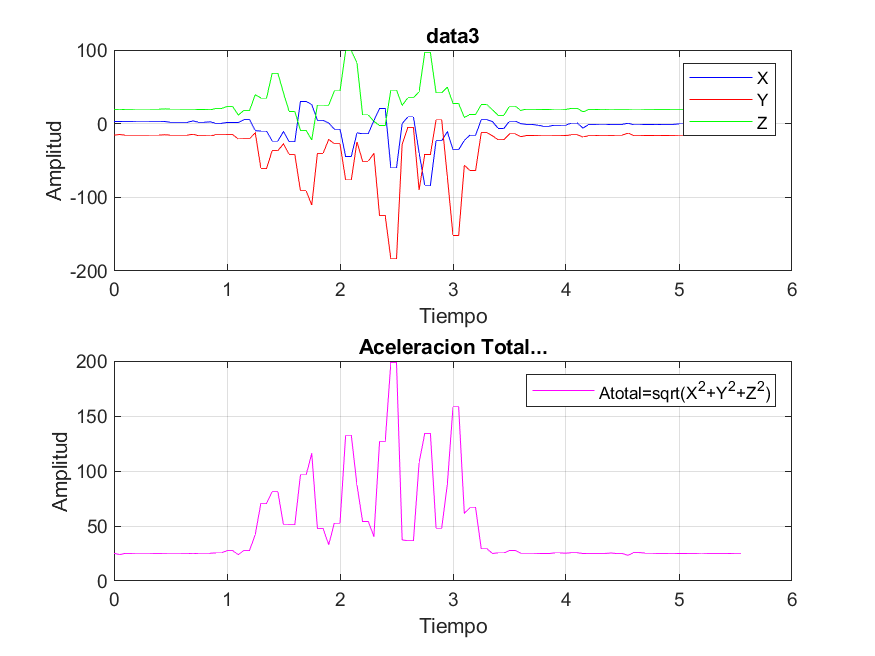 data3
100
0
-100
-200
Amplitud
X
Y
Z
0 1 2 3 4 5 6
Tiempo
Aceleracion Total...
200
150
100
50
0
Amplitud
Atotal=sqrt(X²+Y²+Z²)
0 1 2 3 4 5 6
Tiempo